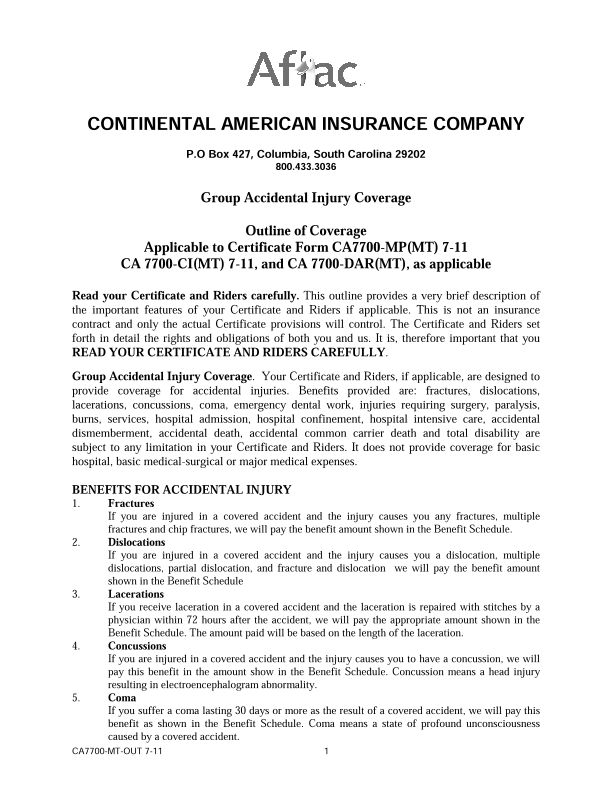 Aflac
CONTINENTAL AMERICAN INSURANCE COMPANY
P.O Box 427, Columbia, South Carolina 29202
800.433.3036
Group Accidental Injury Coverage
Outline of Coverage
Applicable to Certificate Form CA7700-MP(MT) 7-11
CA 7700-CI(MT) 7-11, and CA 7700-DAR(MT), as applicable
Read your Certificate and Riders carefully. This outline provides a very brief description of
the important features of your Certificate and Riders if applicable. This is not an insurance
contract and only the actual Certificate provisions will control. The Certificate and Riders set
forth in detail the rights and obligations of both you and us. It is, therefore important that you
READ YOUR CERTIFICATE AND RIDERS CAREFULLY.
Group Accidental Injury Coverage. Your Certificate and Riders, if applicable, are designed to
provide coverage for accidental injuries. Benefits provided are: fractures, dislocations,
lacerations, concussions, coma, emergency dental work, injuries requiring surgery, paralysis,
burns, services, hospital admission, hospital confinement, hospital intensive care, accidental
dismemberment, accidental death, accidental common carrier death and total disability are
subject to any limitation in your Certificate and Riders. It does not provide coverage for basic
hospital, basic medical-surgical or major medical expenses.
BENEFITS FOR ACCIDENTAL INJURY
1. Fractures
If you are injured in a covered accident and the injury causes you any fractures, multiple
fractures and chip fractures, we will pay the benefit amount shown in the Benefit Schedule.
2. Dislocations
If you are injured in a covered accident and the injury causes you a dislocation, multiple
dislocations, partial dislocation, and fracture and dislocation we will pay the benefit amount
shown in the Benefit Schedule
3. Lacerations
If you receive laceration in a covered accident and the laceration is repaired with stitches by a
physician within 72 hours after the accident, we will pay the appropriate amount shown in the
Benefit Schedule. The amount paid will be based on the length of the laceration.
4. Concussions
If you are injured in a covered accident and the injury causes you to have a concussion, we will
pay this benefit in the amount show in the Benefit Schedule. Concussion means a head injury
resulting in electroencephalogram abnormality.
5. Coma
If you suffer a coma lasting 30 days or more as the result of a covered accident, we will pay this
benefit as shown in the Benefit Schedule. Coma means a state of profound unconsciousness
caused by a covered accident.
CA7700-MT-OUT 7-11 1